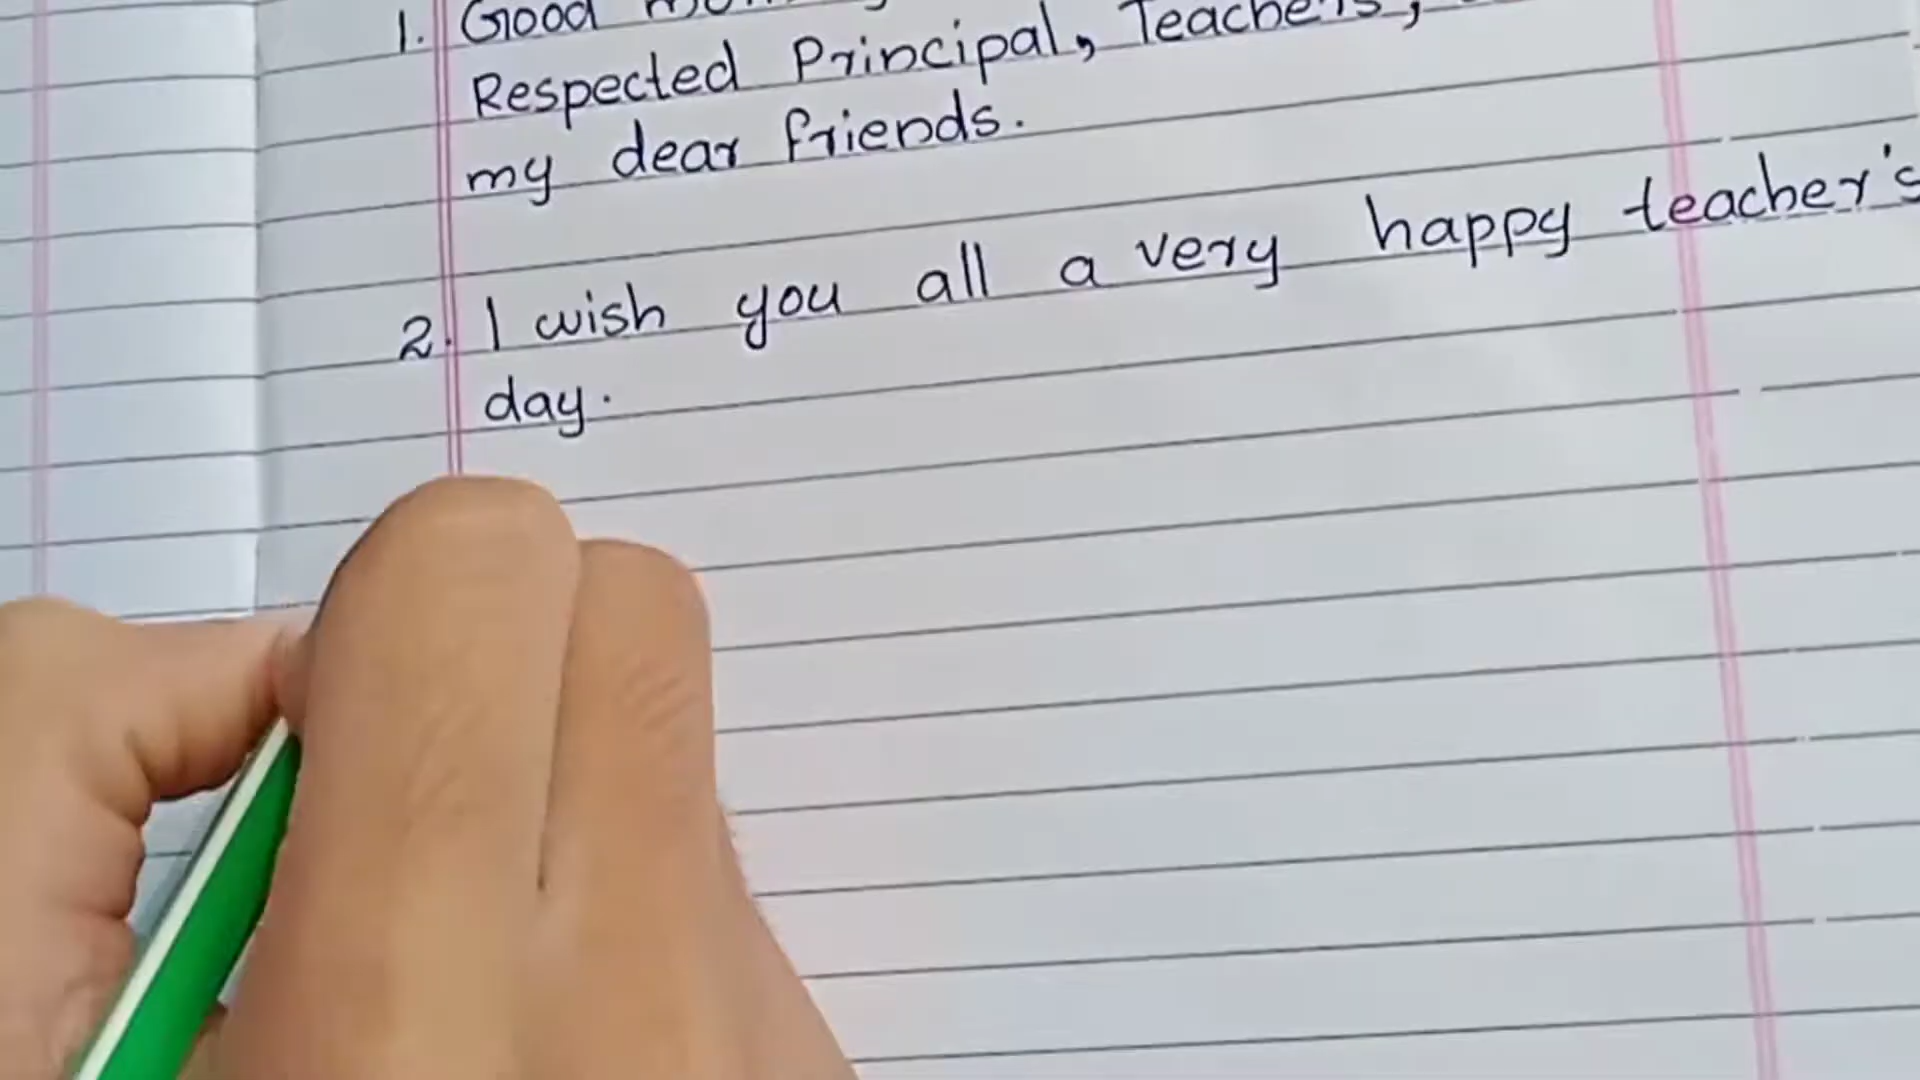 1. Good
Respected Principal, Teachers,
my dear friends.
2. I wish you all a very happy teacher's
day.